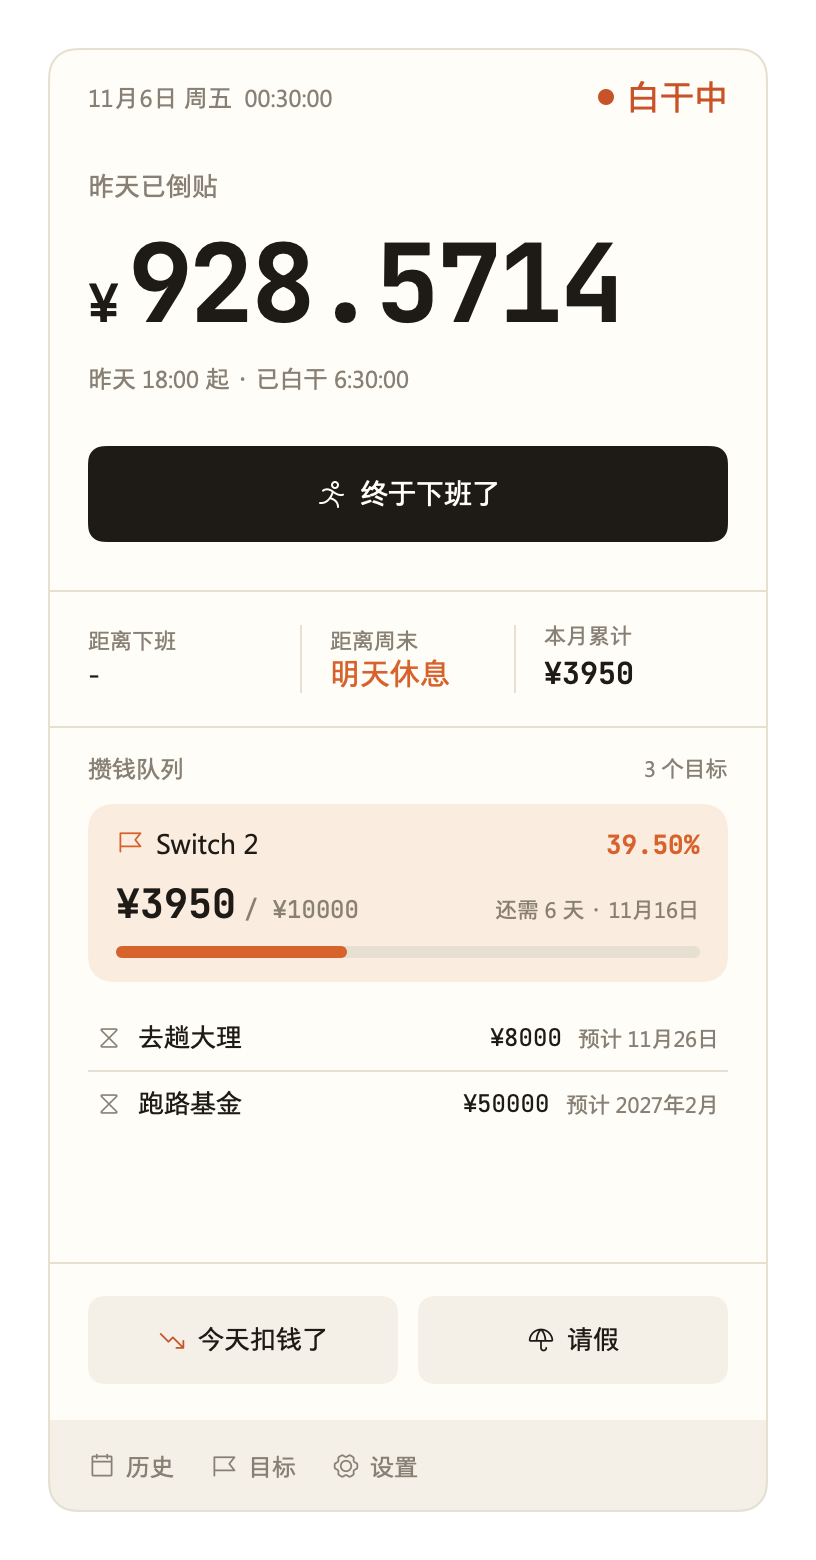 11月6日 周五 00:30:00
白干中
昨天已倒贴
¥928.5714
昨天 18:00 起 · 已白干 6:30:00
终于下班了
距离下班
-
距离周末
明天休息
本月累计
¥3950
攒钱队列
3 个目标
Switch 2
39.50%
¥3950 / ¥10000
还需 6 天 · 11月16日
去趟大理
¥8000 预计 11月26日
跑路基金
¥50000 预计 2027年2月
今天扣钱了
请假
历史
目标
设置